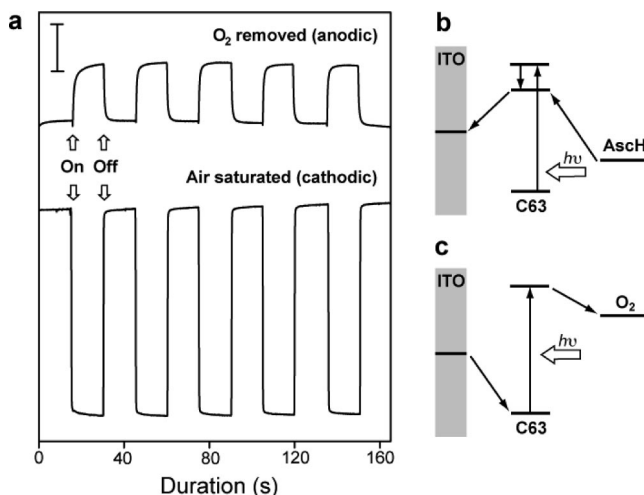 a
O₂ removed (anodic)
On Off
Air saturated (cathodic)
0 40 80 120 160
Duration (s)
b
ITO
AscH
hυ
C63
c
ITO
O₂
hυ
C63